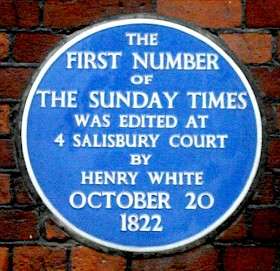 THE
FIRST NUMBER
OF
THE SUNDAY TIMES
WAS EDITED AT
4 SALISBURY COURT
BY
HENRY WHITE
OCTOBER 20
1822